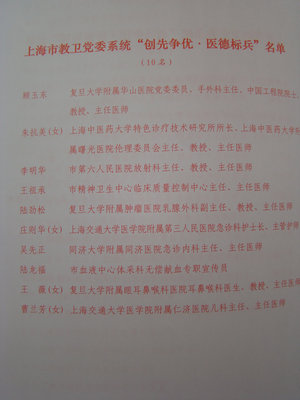 上海市教卫党委系统“创先争优·医德标兵”名单
(10名)
顾玉东 复旦大学附属华山医院党委委员、手外科主任、中国工程院院士、
教授、主任医师
朱抗美(女) 上海中医药大学特色诊疗技术研究所所长、上海中医药大学附
属曙光医院伦理委员会主任、教授、主任医师
李明华 市第六人民医院放射科主任、教授、主任医师
王祖承 市精神卫生中心临床质量控制中心主任、主任医师
陆劲松 复旦大学附属肿瘤医院乳腺外科副主任、教授、主任医师
庄则华(女) 上海交通大学医学院附属第三人民医院急诊科护士长、主管护师
吴先正 同济大学附属同济医院急诊内科主任、主任医师
陆龙福 市血液中心体采科无偿献血专职宣传员
王薇(女) 复旦大学附属眼耳鼻喉科医院耳鼻喉科医生、教授、主任医师
曹兰芳(女) 上海交通大学医学院附属仁济医院儿科主任、主任医师